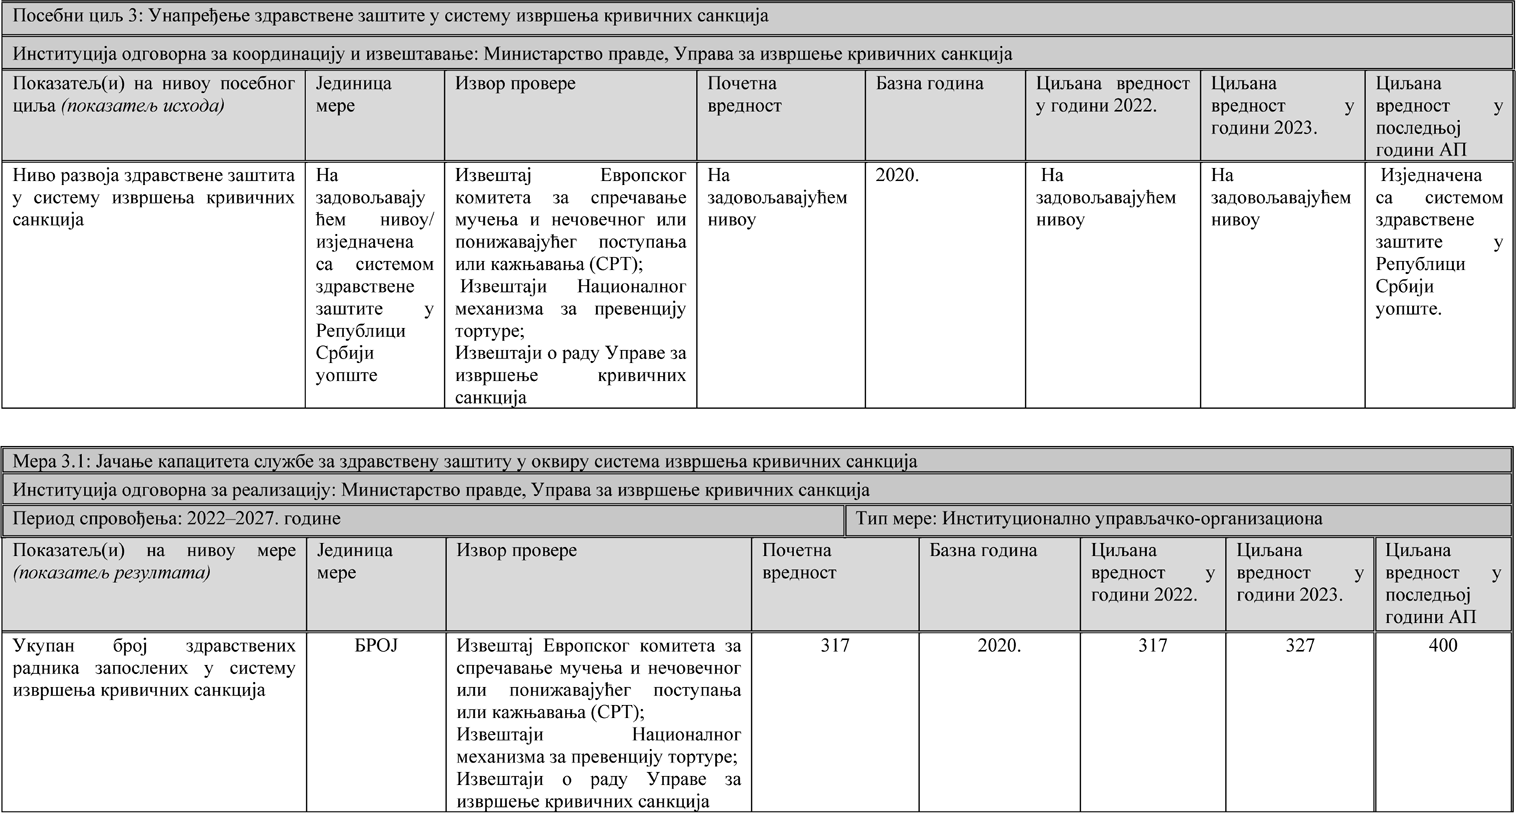 Посебни циљ 3: Унапређење здравствене заштите у систему извршења кривичних санкција
Институција одговорна за координацију и извештавање: Министарство правде, Управа за извршење кривичних санкција
Показатељ(и) на нивоу посебног
циља (показатељ исхода)
Јединица
мере
Извор провере
Почетна
вредност
Базна година
Циљана вредност
у години 2022.
Циљана
вредност у
години 2023.
Циљана
вредност у
последњој
години АП
Ниво развоја здравствене заштита
у систему извршења кривичних
санкција
На
задовољавају
ћем нивоу/
изједначена
са системом
здравствене
заштите у
Републици
Србији
уопште
Извештај Европског
комитета за спречавање
мучења и нечовечног или
понижавајућег поступања
или кажњавања (CPT);
Извештаји Националног
механизма за превенцију
тортуре;
Извештаји о раду Управе за
извршење кривичних
санкција
На
задовољавајућем
нивоу
2020.
На
задовољавајућем
нивоу
На
задовољавајућем
нивоу
Изједначена
са системом
здравствене
заштите у
Републици
Србији
уопште.
Мера 3.1: Јачање капацитета службе за здравствену заштиту у оквиру система извршења кривичних санкција
Институција одговорна за реализацију: Министарство правде, Управа за извршење кривичних санкција
Период спровођења: 2022–2027. године
Тип мере: Институционално управљачко-организациона
Показатељ(и) на нивоу мере
(показатељ резултата)
Јединица
мере
Извор провере
Почетна
вредност
Базна година
Циљана
вредност у
години 2022.
Циљана
вредност у
години 2023.
Циљана
вредност у
последњој
години АП
Укупан број здравствених
радника запослених у систему
извршења кривичних санкција
БРОЈ
Извештај Европског комитета за
спречавање мучења и нечовечног
или понижавајућег поступања
или кажњавања (CPT);
Извештаји Националног
механизма за превенцију тортуре;
Извештаји о раду Управе за
извршење кривичних санкција
317
2020.
317
327
400